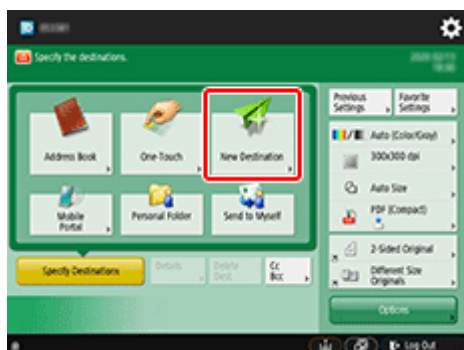 Specify the destinations.
Previous
Settings
Favorite
Settings
Address Book
One-Touch
New Destination
Auto (Color/Gray)
300x300 dpi
Auto Size
Mobile
Portal
Personal Folder
Send to Myself
PDF (Compact)
2-Sided Original
Different Size
Originals
Specify Destinations
Details
Delete
Dest.
Cc
Bcc
Options
Log Out